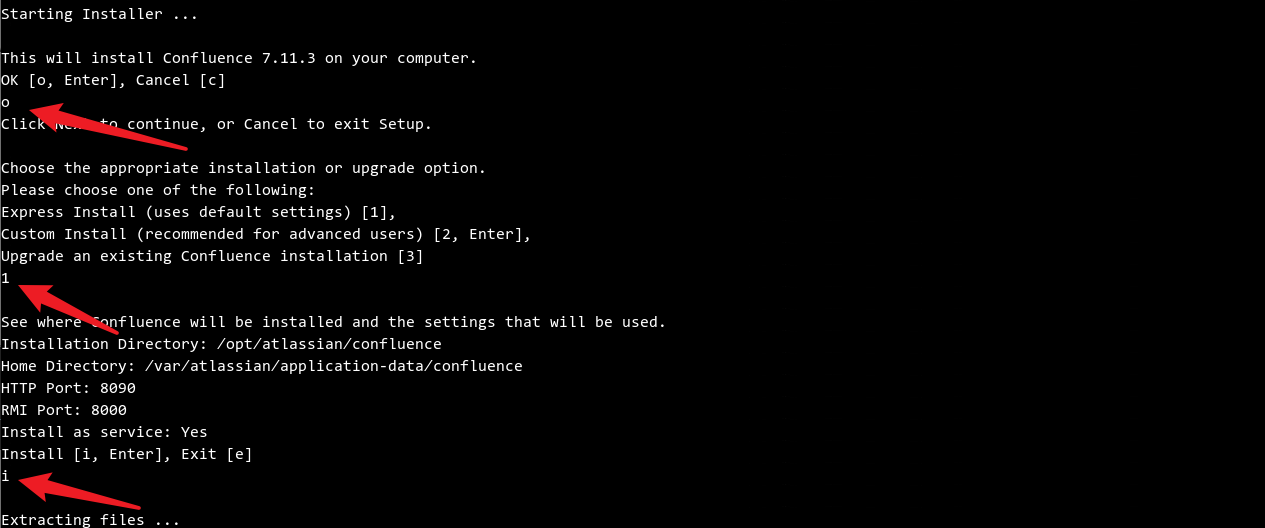 Starting Installer ...
This will install Confluence 7.11.3 on your computer.
OK [o, Enter], Cancel [c]
o
Click Next to continue, or Cancel to exit Setup.
Choose the appropriate installation or upgrade option.
Please choose one of the following:
Express Install (uses default settings) [1],
Custom Install (recommended for advanced users) [2, Enter],
Upgrade an existing Confluence installation [3]
1
See where Confluence will be installed and the settings that will be used.
Installation Directory: /opt/atlassian/confluence
Home Directory: /var/atlassian/application-data/confluence
HTTP Port: 8090
RMI Port: 8000
Install as service: Yes
Install [i, Enter], Exit [e]
i
Extracting files ...